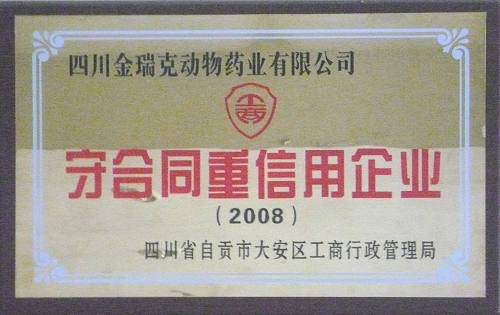 四川金瑞克动物药业有限公司
工商
守合同重信用企业
(2008)
四川省自贡市大安区工商行政管理局